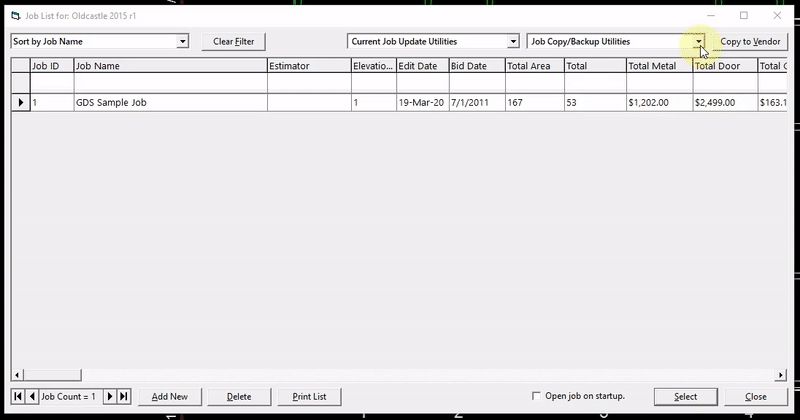 Job List for: Oldcastle 2015 r1
Sort by Job Name Clear Filter Current Job Update Utilities Job Copy/Backup Utilities Copy to Vendor
Job ID Job Name Estimator Elevatio... Edit Date Bid Date Total Area Total Total Metal Total Door Total
1 GDS Sample Job 1 19-Mar-20 7/1/2011 167 53 $1,202.00 $2,499.00 $163.1
Job Count = 1 Add New Delete Print List Open job on startup. Select Close
1 2 3 4